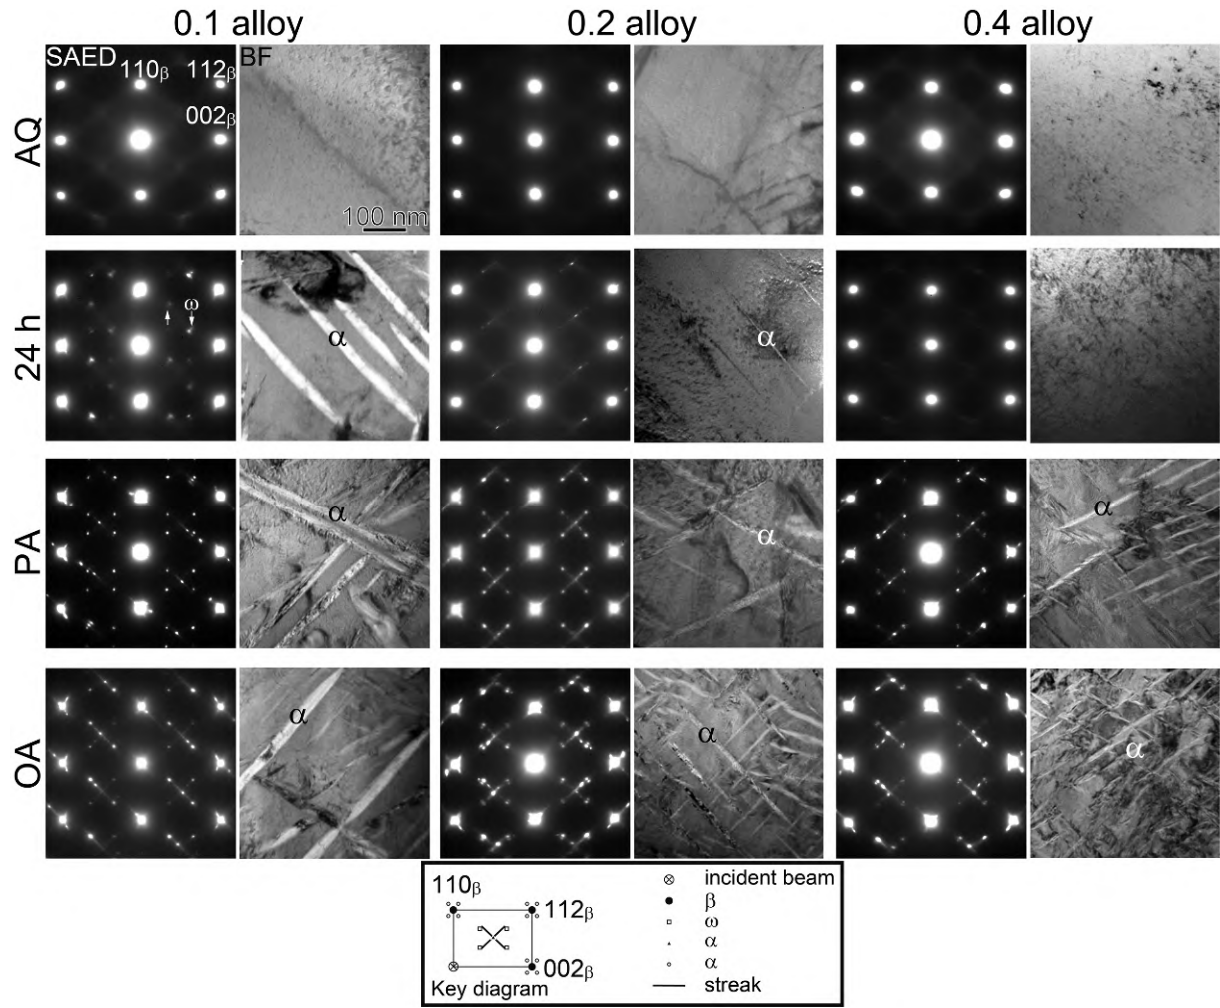 0.1 alloy 0.2 alloy 0.4 alloy
SAED 110β 112β BF
002β
AQ
100 nm
24 h
ω
α
α
PA
α
α
α
OA
α
α
α
110β
112β
002β
Key diagram
incident beam
β
ω
α
α
streak